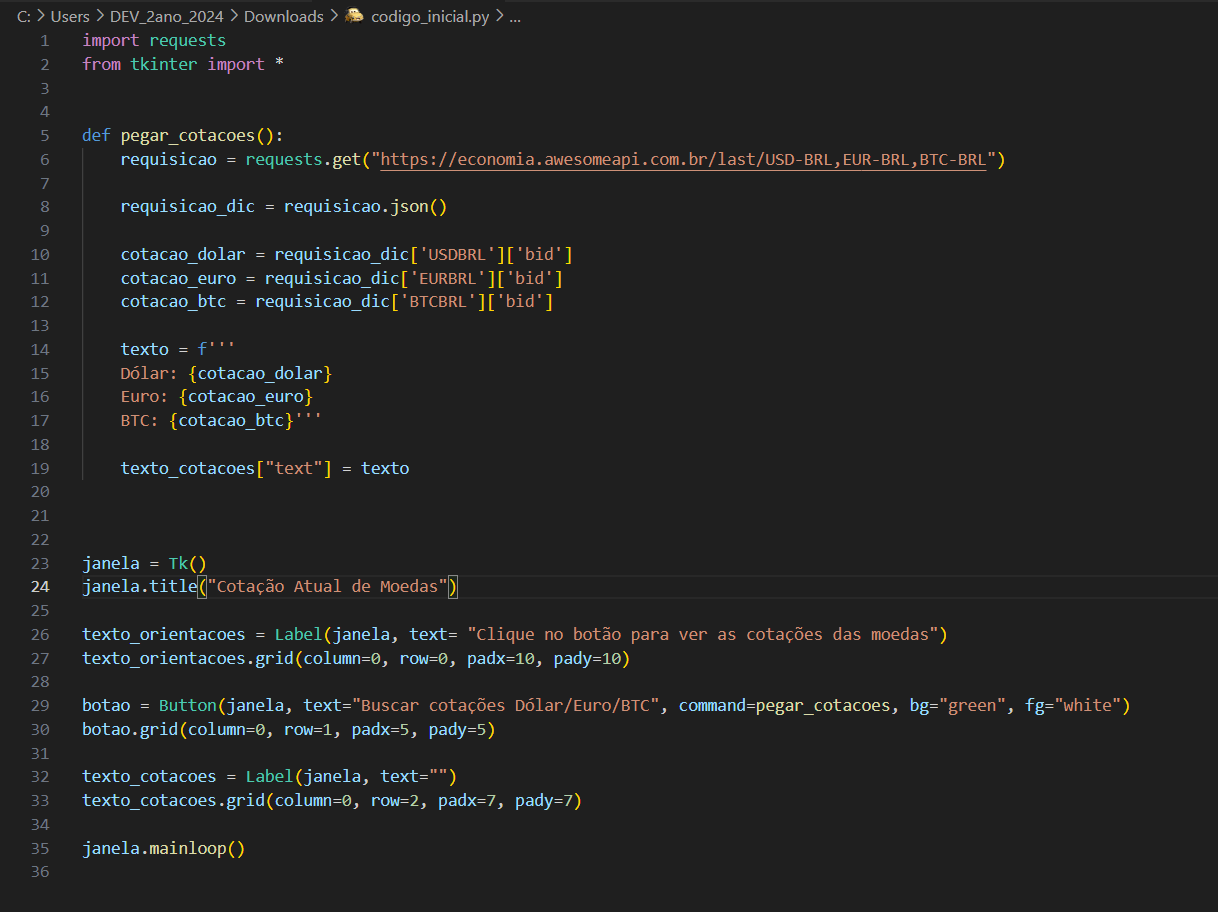 C: > Users > DEV_2ano_2024 > Downloads > codigo_inicial.py > ...
1 import requests
2 from tkinter import *
3
4
5 def pegar_cotacoes():
6     requisicao = requests.get("https://economia.awesomeapi.com.br/last/USD-BRL,EUR-BRL,BTC-BRL")
7
8     requisicao_dic = requisicao.json()
9
10     cotacao_dolar = requisicao_dic['USDBRL']['bid']
11     cotacao_euro = requisicao_dic['EURBRL']['bid']
12     cotacao_btc = requisicao_dic['BTCBRL']['bid']
13
14     texto = f'''
15     Dólar: {cotacao_dolar}
16     Euro: {cotacao_euro}
17     BTC: {cotacao_btc}'''
18
19     texto_cotacoes["text"] = texto
20
21
22
23 janela = Tk()
24 janela.title("Cotação Atual de Moedas")
25
26 texto_orientacoes = Label(janela, text= "Clique no botão para ver as cotações das moedas")
27 texto_orientacoes.grid(column=0, row=0, padx=10, pady=10)
28
29 botao = Button(janela, text="Buscar cotações Dólar/Euro/BTC", command=pegar_cotacoes, bg="green", fg="white")
30 botao.grid(column=0, row=1, padx=5, pady=5)
31
32 texto_cotacoes = Label(janela, text="")
33 texto_cotacoes.grid(column=0, row=2, padx=7, pady=7)
34
35 janela.mainloop()
36